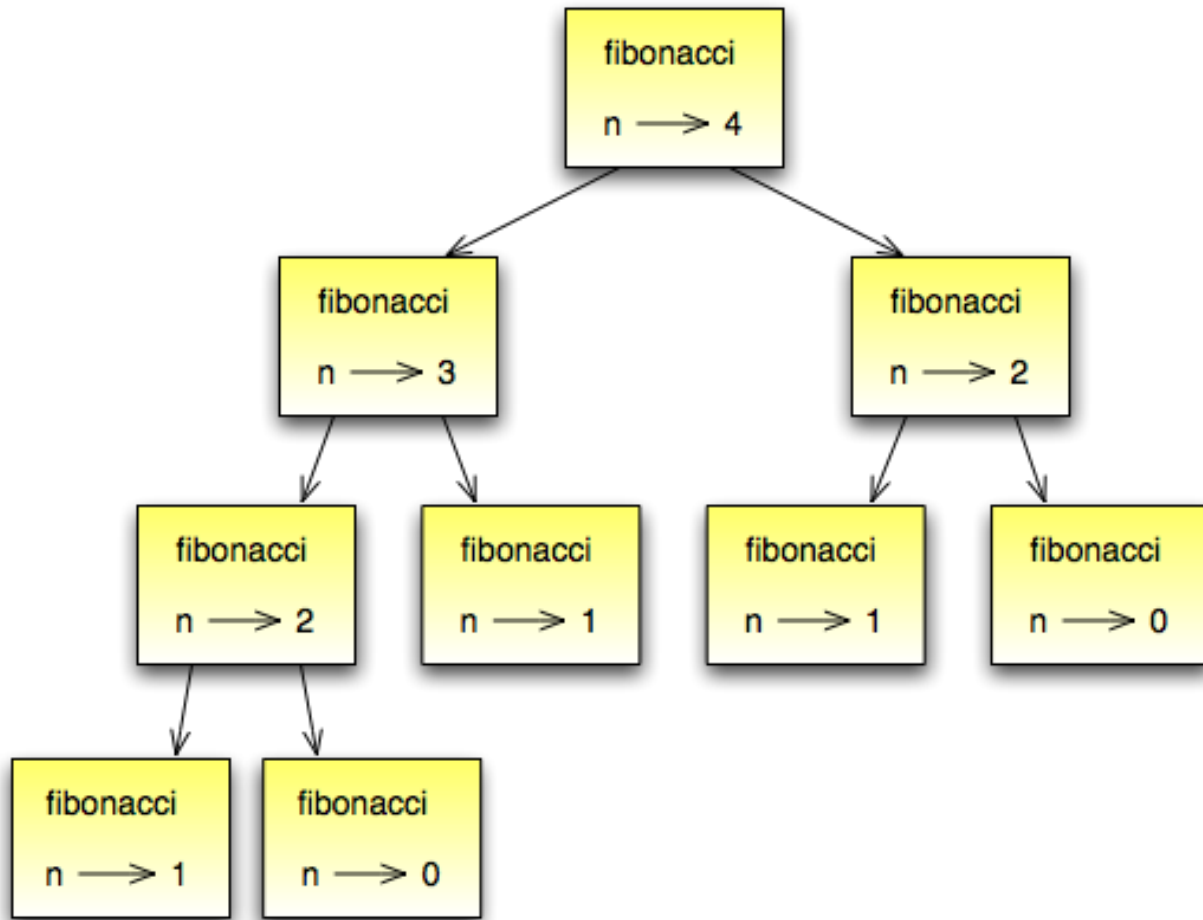 fibonacci
n → 4
fibonacci
n → 3
fibonacci
n → 2
fibonacci
n → 2
fibonacci
n → 1
fibonacci
n → 1
fibonacci
n → 0
fibonacci
n → 1
fibonacci
n → 0